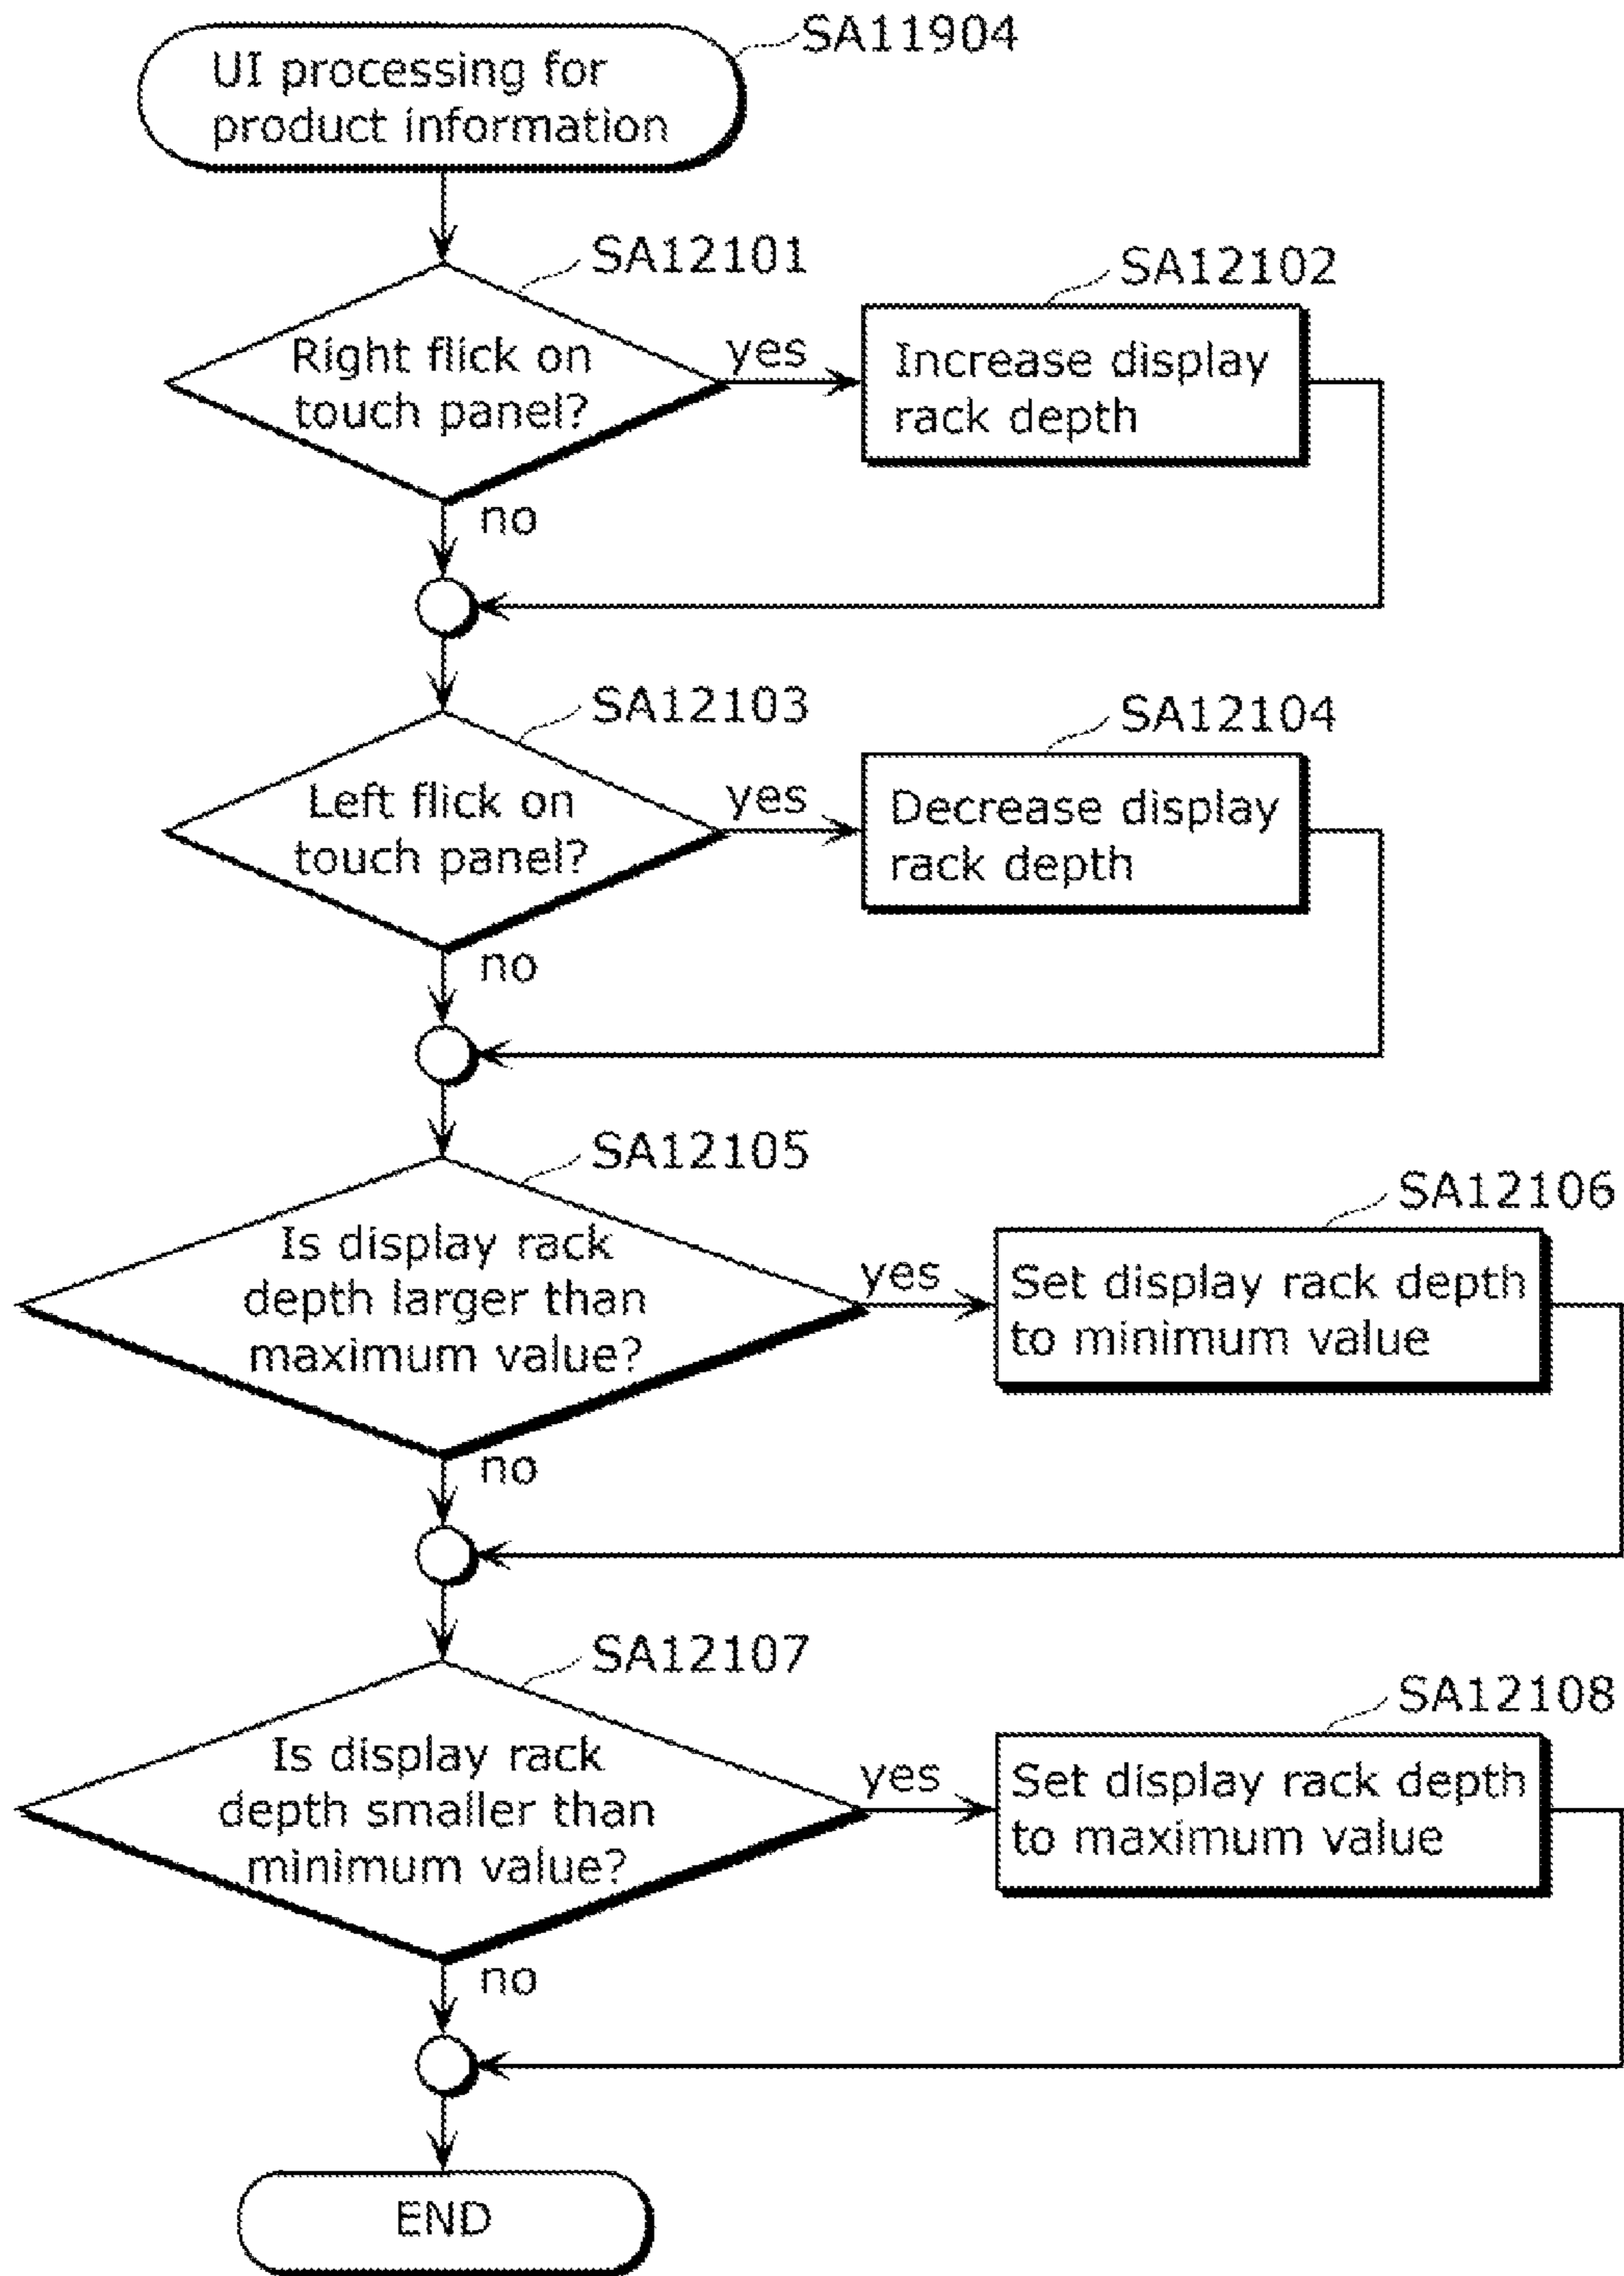 SA11904
UI processing for
product information
SA12101
Right flick on
touch panel?
yes
no
SA12102
Increase display
rack depth
SA12103
Left flick on
touch panel?
yes
no
SA12104
Decrease display
rack depth
SA12105
Is display rack
depth larger than
maximum value?
yes
no
SA12106
Set display rack depth
to minimum value
SA12107
Is display rack
depth smaller than
minimum value?
yes
no
SA12108
Set display rack depth
to maximum value
END